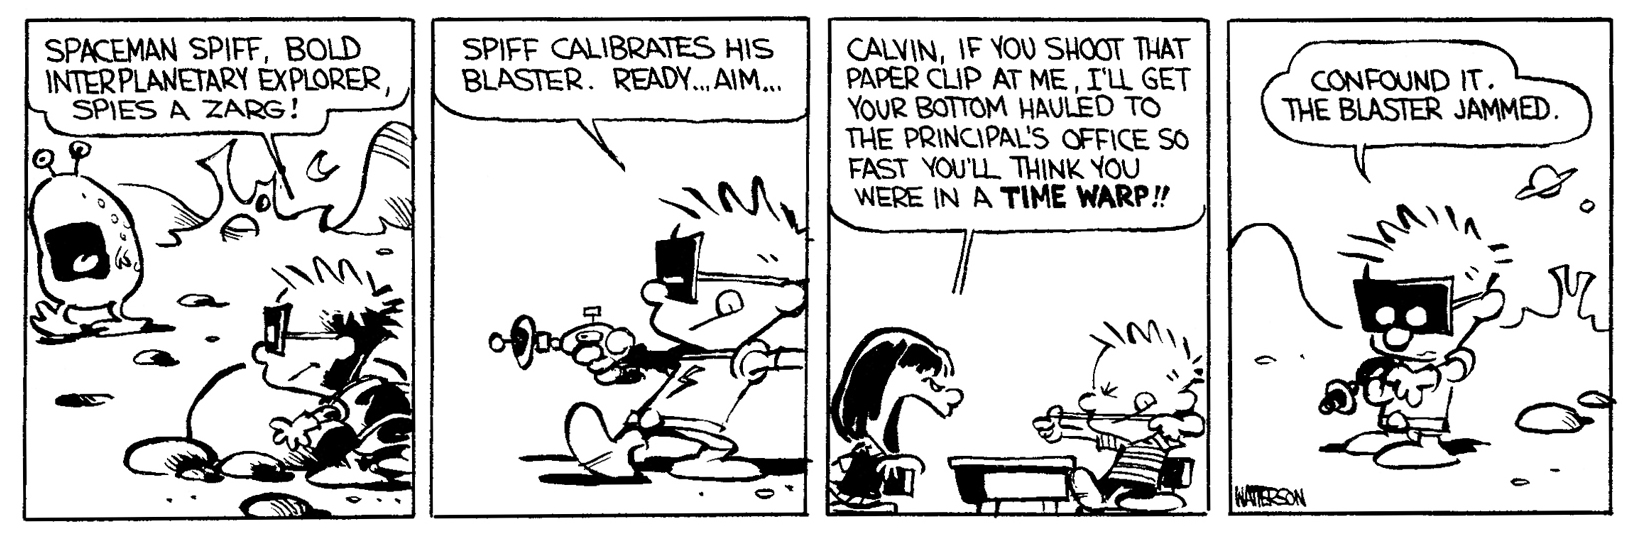 SPACEMAN SPIFF, BOLD
INTERPLANETARY EXPLORER,
SPIES A ZARG!
SPIFF CALIBRATES HIS
BLASTER. READY...AIM...
CALVIN, IF YOU SHOOT THAT
PAPER CLIP AT ME, I'LL GET
YOUR BOTTOM HAULED TO
THE PRINCIPAL'S OFFICE SO
FAST YOU'LL THINK YOU
WERE IN A TIME WARP!!
CONFOUND IT.
THE BLASTER JAMMED.
WATTERSON